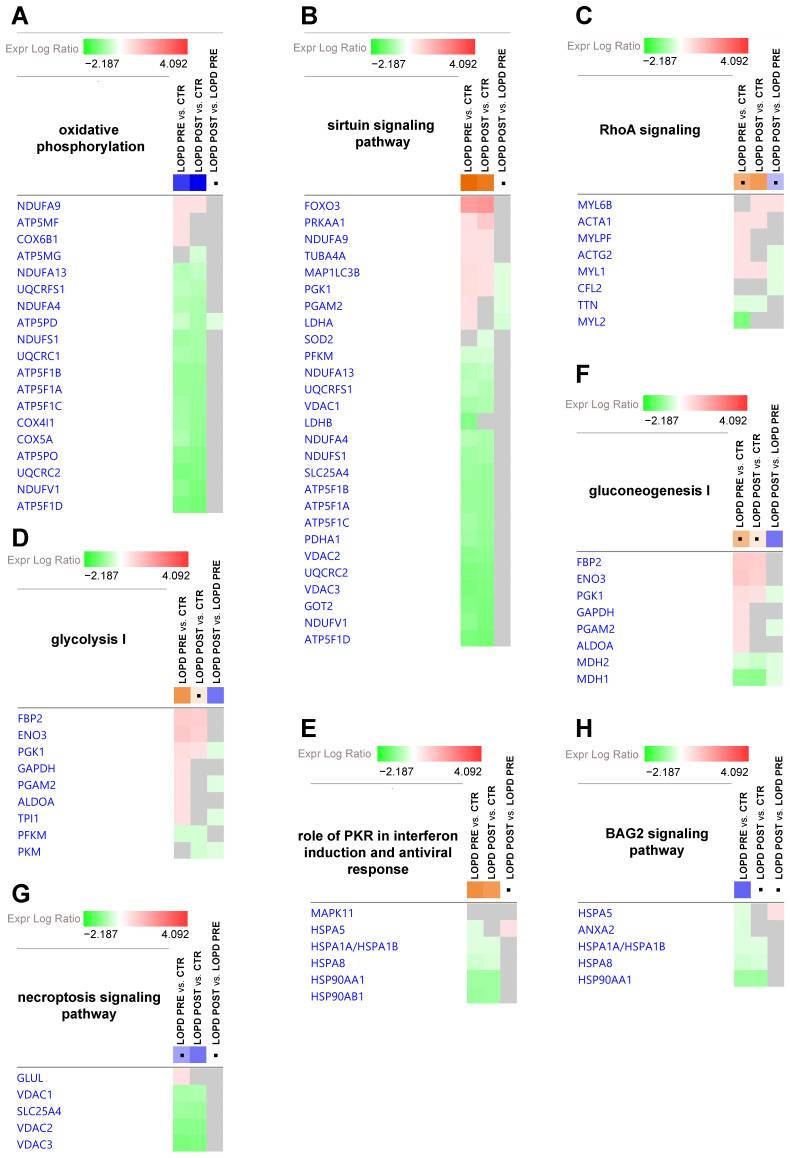 A
Expr Log Ratio
−2.187 4.092
oxidative
phosphorylation
LOPD PRE vs. CTR
LOPD POST vs. CTR
LOPD POST vs. LOPD PRE
NDUFA9
ATP5MF
COX6B1
ATP5MG
NDUFA13
UQCRFS1
NDUFA4
ATP5PD
NDUFS1
UQCRC1
ATP5F1B
ATP5F1A
ATP5F1C
COX4I1
COX5A
ATP5PO
UQCRC2
NDUFV1
ATP5F1D
B
Expr Log Ratio
−2.187 4.092
sirtuin signaling
pathway
LOPD PRE vs. CTR
LOPD POST vs. CTR
LOPD POST vs. LOPD PRE
FOXO3
PRKAA1
NDUFA9
TUBA4A
MAP1LC3B
PGK1
PGAM2
LDHA
SOD2
PFKM
NDUFA13
UQCRFS1
VDAC1
LDHB
NDUFA4
NDUFS1
SLC25A4
ATP5F1B
ATP5F1A
ATP5F1C
PDHA1
VDAC2
UQCRC2
VDAC3
GOT2
NDUFV1
ATP5F1D
C
Expr Log Ratio
−2.187 4.092
RhoA signaling
LOPD PRE vs. CTR
LOPD POST vs. CTR
LOPD POST vs. LOPD PRE
MYL6B
ACTA1
MYLPF
ACTG2
MYL1
CFL2
TTN
MYL2
D
Expr Log Ratio
−2.187 4.092
glycolysis I
LOPD PRE vs. CTR
LOPD POST vs. CTR
LOPD POST vs. LOPD PRE
FBP2
ENO3
PGK1
GAPDH
PGAM2
ALDOA
TPI1
PFKM
PKM
E
Expr Log Ratio
−2.187 4.092
role of PKR in interferon
induction and antiviral
response
LOPD PRE vs. CTR
LOPD POST vs. CTR
LOPD POST vs. LOPD PRE
MAPK11
HSPA5
HSPA1A/HSPA1B
HSPA8
HSP90AA1
HSP90AB1
F
Expr Log Ratio
−2.187 4.092
gluconeogenesis I
LOPD PRE vs. CTR
LOPD POST vs. CTR
LOPD POST vs. LOPD PRE
FBP2
ENO3
PGK1
GAPDH
PGAM2
ALDOA
MDH2
MDH1
G
Expr Log Ratio
−2.187 4.092
necroptosis signaling
pathway
LOPD PRE vs. CTR
LOPD POST vs. CTR
LOPD POST vs. LOPD PRE
GLUL
VDAC1
SLC25A4
VDAC2
VDAC3
H
Expr Log Ratio
−2.187 4.092
BAG2 signaling
pathway
LOPD PRE vs. CTR
LOPD POST vs. CTR
LOPD POST vs. LOPD PRE
HSPA5
ANXA2
HSPA1A/HSPA1B
HSPA8
HSP90AA1